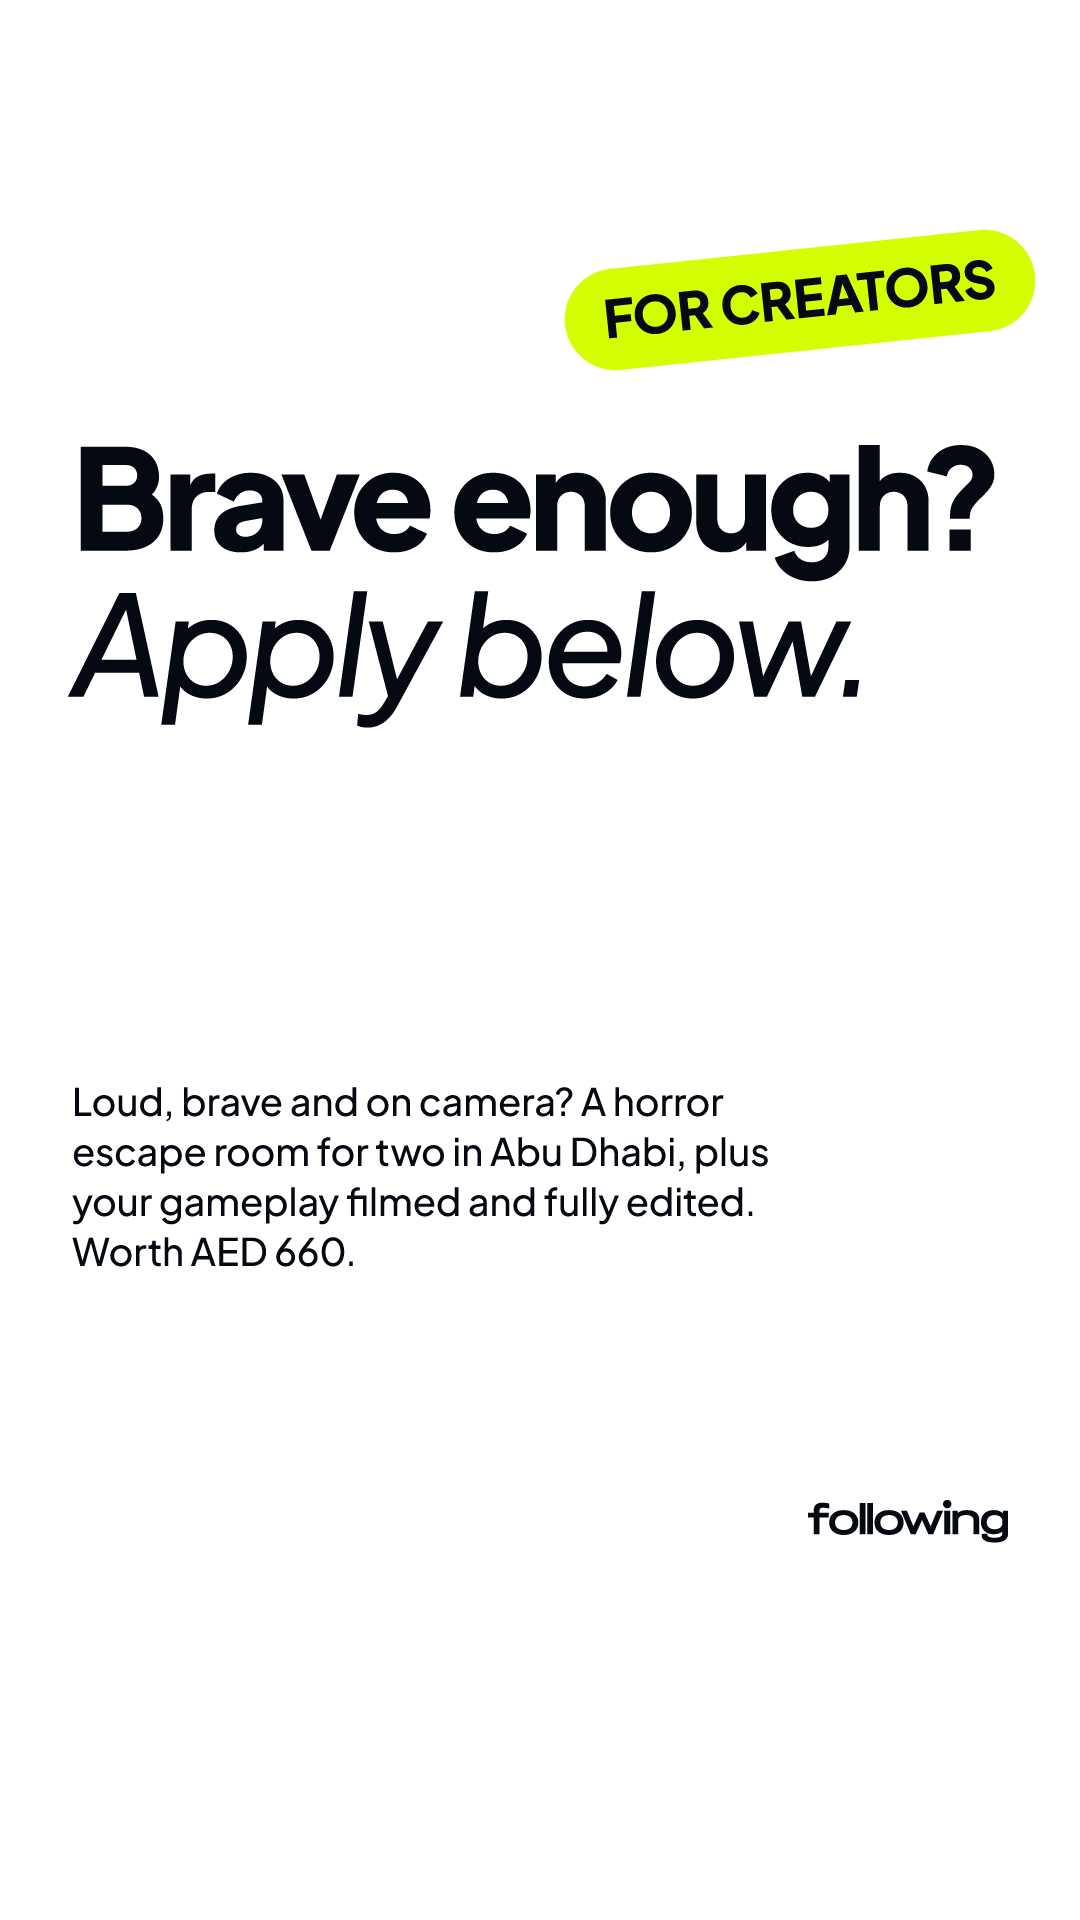 FOR CREATORS
Brave enough?
Apply below.
Loud, brave and on camera? A horror
escape room for two in Abu Dhabi, plus
your gameplay filmed and fully edited.
Worth AED 660.
following